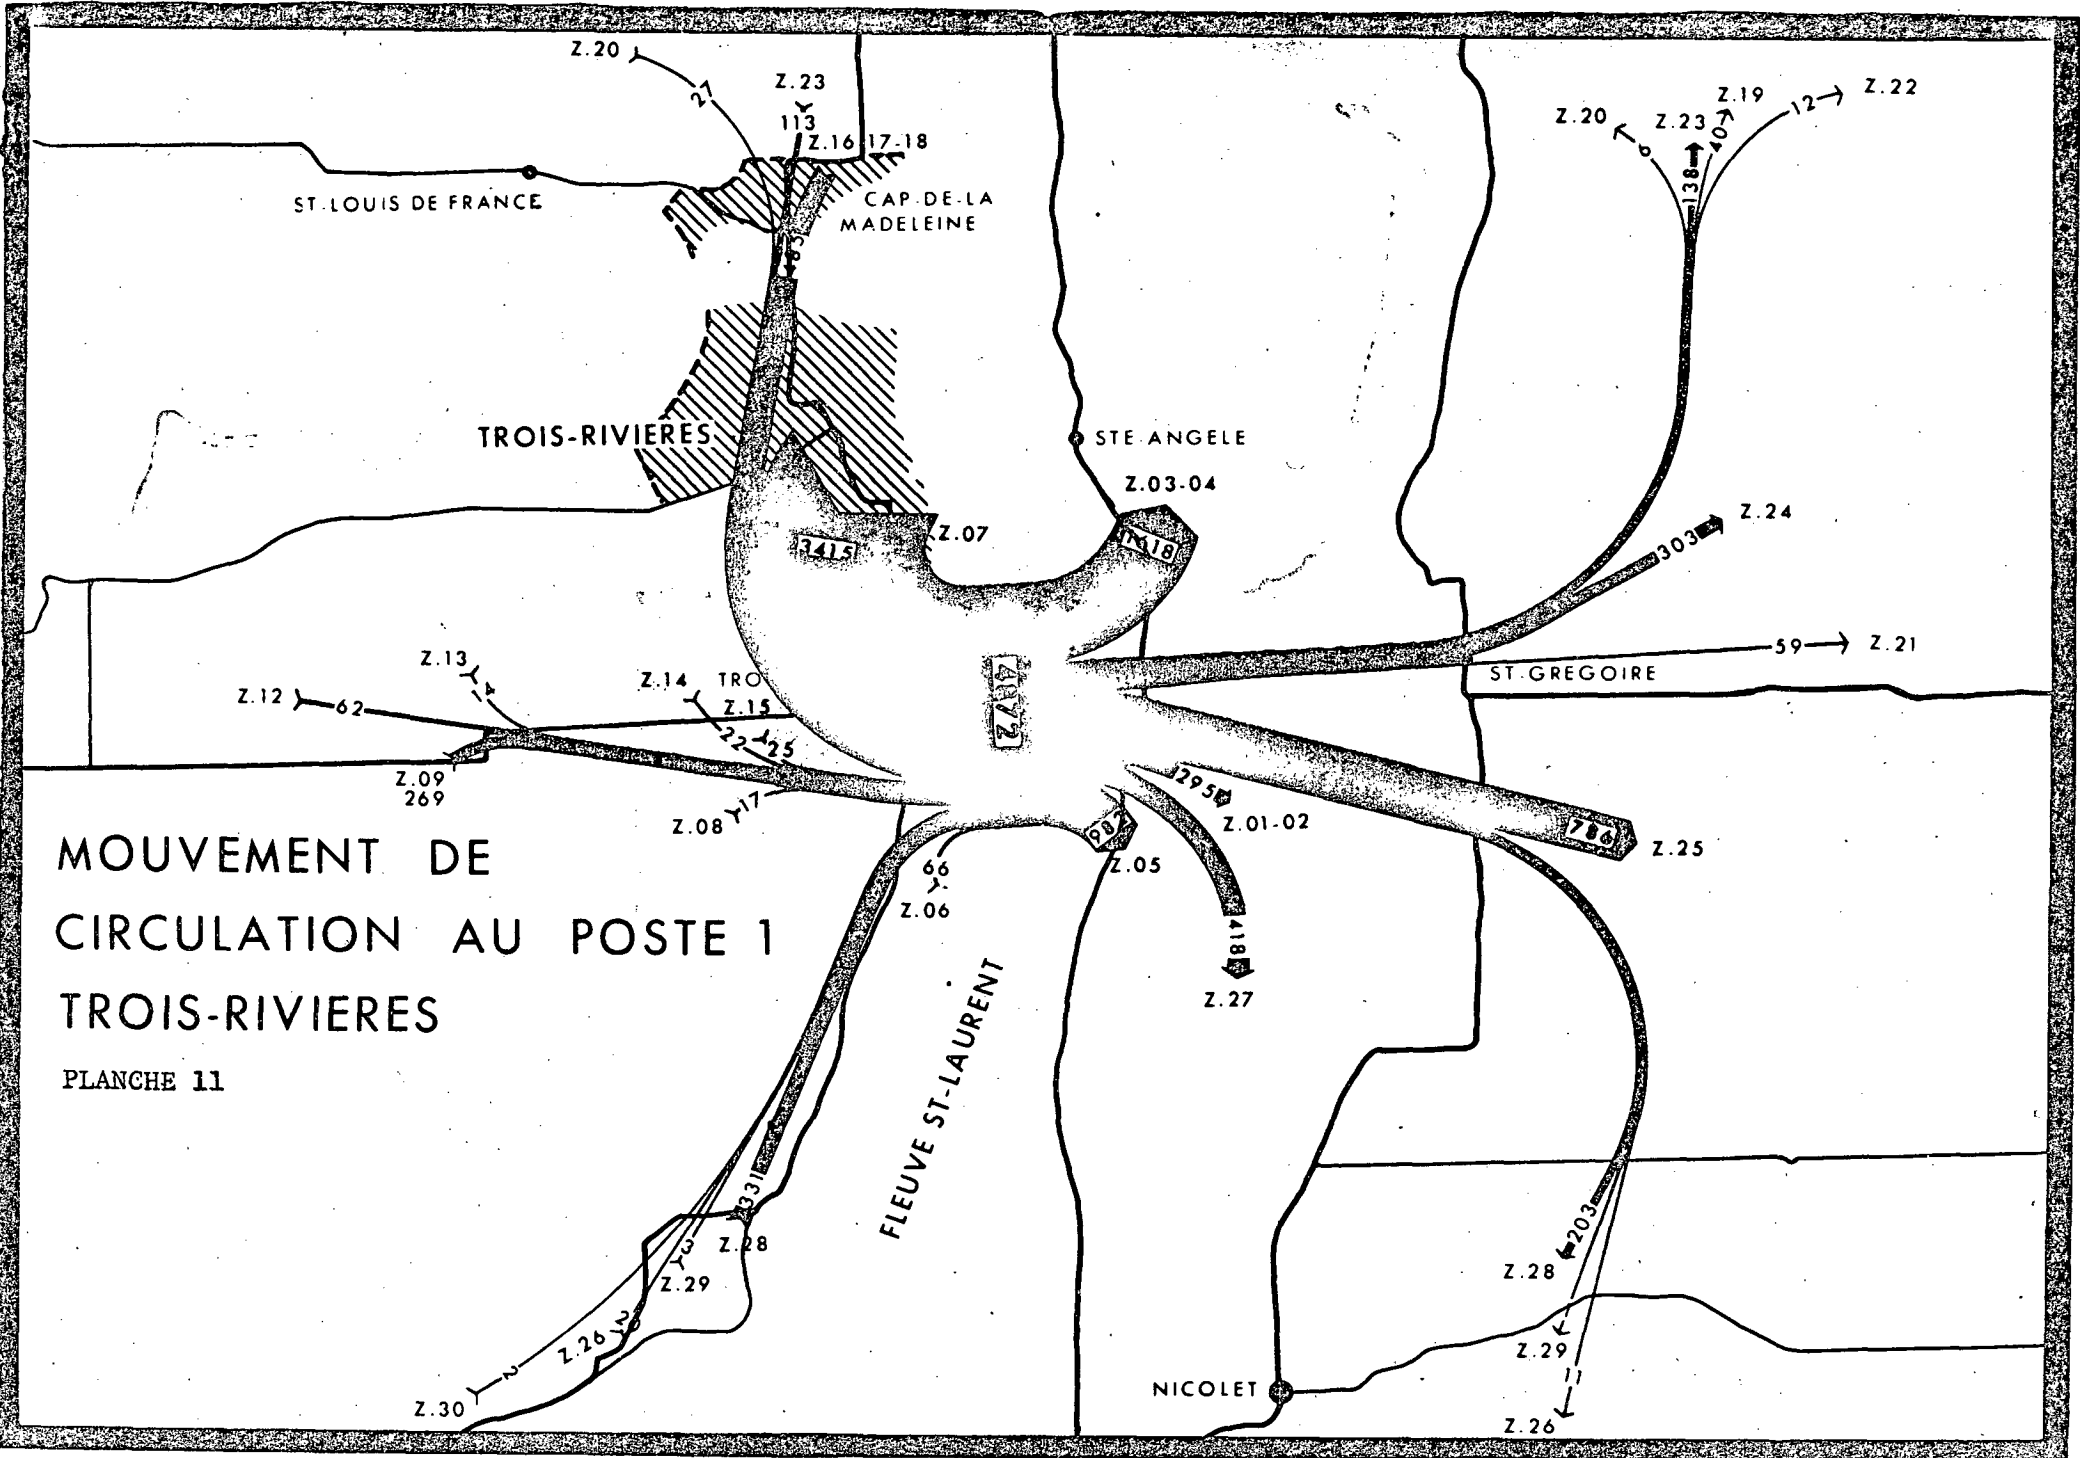 Z.20
27
Z.23
113
Z.16-17-18
ST-LOUIS DE FRANCE
CAP-DE-LA
MADELEINE
TROIS-RIVIERES
STE ANGELE
Z.03-04
1618
Z.07
3415
Z.20
6
Z.23
138
Z.19
40
12
Z.22
303
Z.24
59
Z.21
ST. GREGOIRE
Z.13
4
Z.12
62
Z.14
TRO
Z.15
22
25
Z.09
269
Z.08
17
295
Z.01-02
982
Z.05
786
Z.25
66
Z.06
418
Z.27
MOUVEMENT DE
CIRCULATION AU POSTE 1
TROIS-RIVIERES
PLANCHE 11
FLEUVE ST-LAURENT
331
Z.28
3
Z.29
Z.26
2
Z.30
203
Z.28
Z.29
Z.26
NICOLET